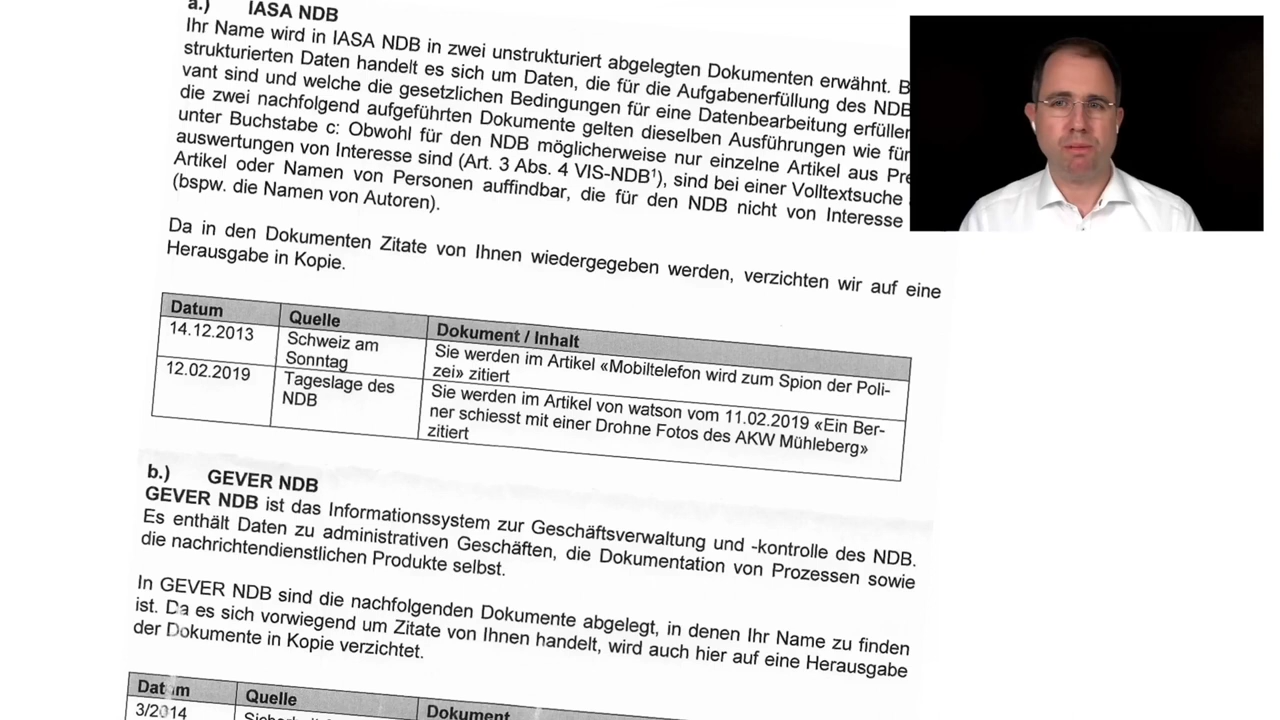 a.) IASA NDB
Ihr Name wird in IASA NDB in zwei unstrukturiert abgelegten Dokumenten erwähnt. B
strukturierten Daten handelt es sich um Daten, die für die Aufgabenerfüllung des NDB
vant sind und welche die gesetzlichen Bedingungen für eine Datenbearbeitung erfüller
die zwei nachfolgend aufgeführten Dokumente gelten dieselben Ausführungen wie für
unter Buchstabe c: Obwohl für den NDB möglicherweise nur einzelne Artikel aus Pre
auswertungen von Interesse sind (Art. 3 Abs. 4 VIS-NDB¹), sind bei einer Volltextsuche
Artikel oder Namen von Personen auffindbar, die für den NDB nicht von Interesse
(bspw. die Namen von Autoren).
Da in den Dokumenten Zitate von Ihnen wiedergegeben werden, verzichten wir auf eine
Herausgabe in Kopie.
Datum Quelle Dokument / Inhalt
14.12.2013 Schweiz am Sie werden im Artikel «Mobiltelefon wird zum Spion der Poli-
Sonntag zei» zitiert
12.02.2019 Tageslage des Sie werden im Artikel von watson vom 11.02.2019 «Ein Ber-
NDB ner schiesst mit einer Drohne Fotos des AKW Mühleberg»
zitiert
b.) GEVER NDB
GEVER NDB ist das Informationssystem zur Geschäftsverwaltung und -kontrolle des NDB.
Es enthält Daten zu administrativen Geschäften, die Dokumentation von Prozessen sowie
die nachrichtendienstlichen Produkte selbst.
In GEVER NDB sind die nachfolgenden Dokumente abgelegt, in denen Ihr Name zu finden
ist. Da es sich vorwiegend um Zitate von Ihnen handelt, wird auch hier auf eine Herausgabe
der Dokumente in Kopie verzichtet.
Datum Quelle Dokument
3/2014